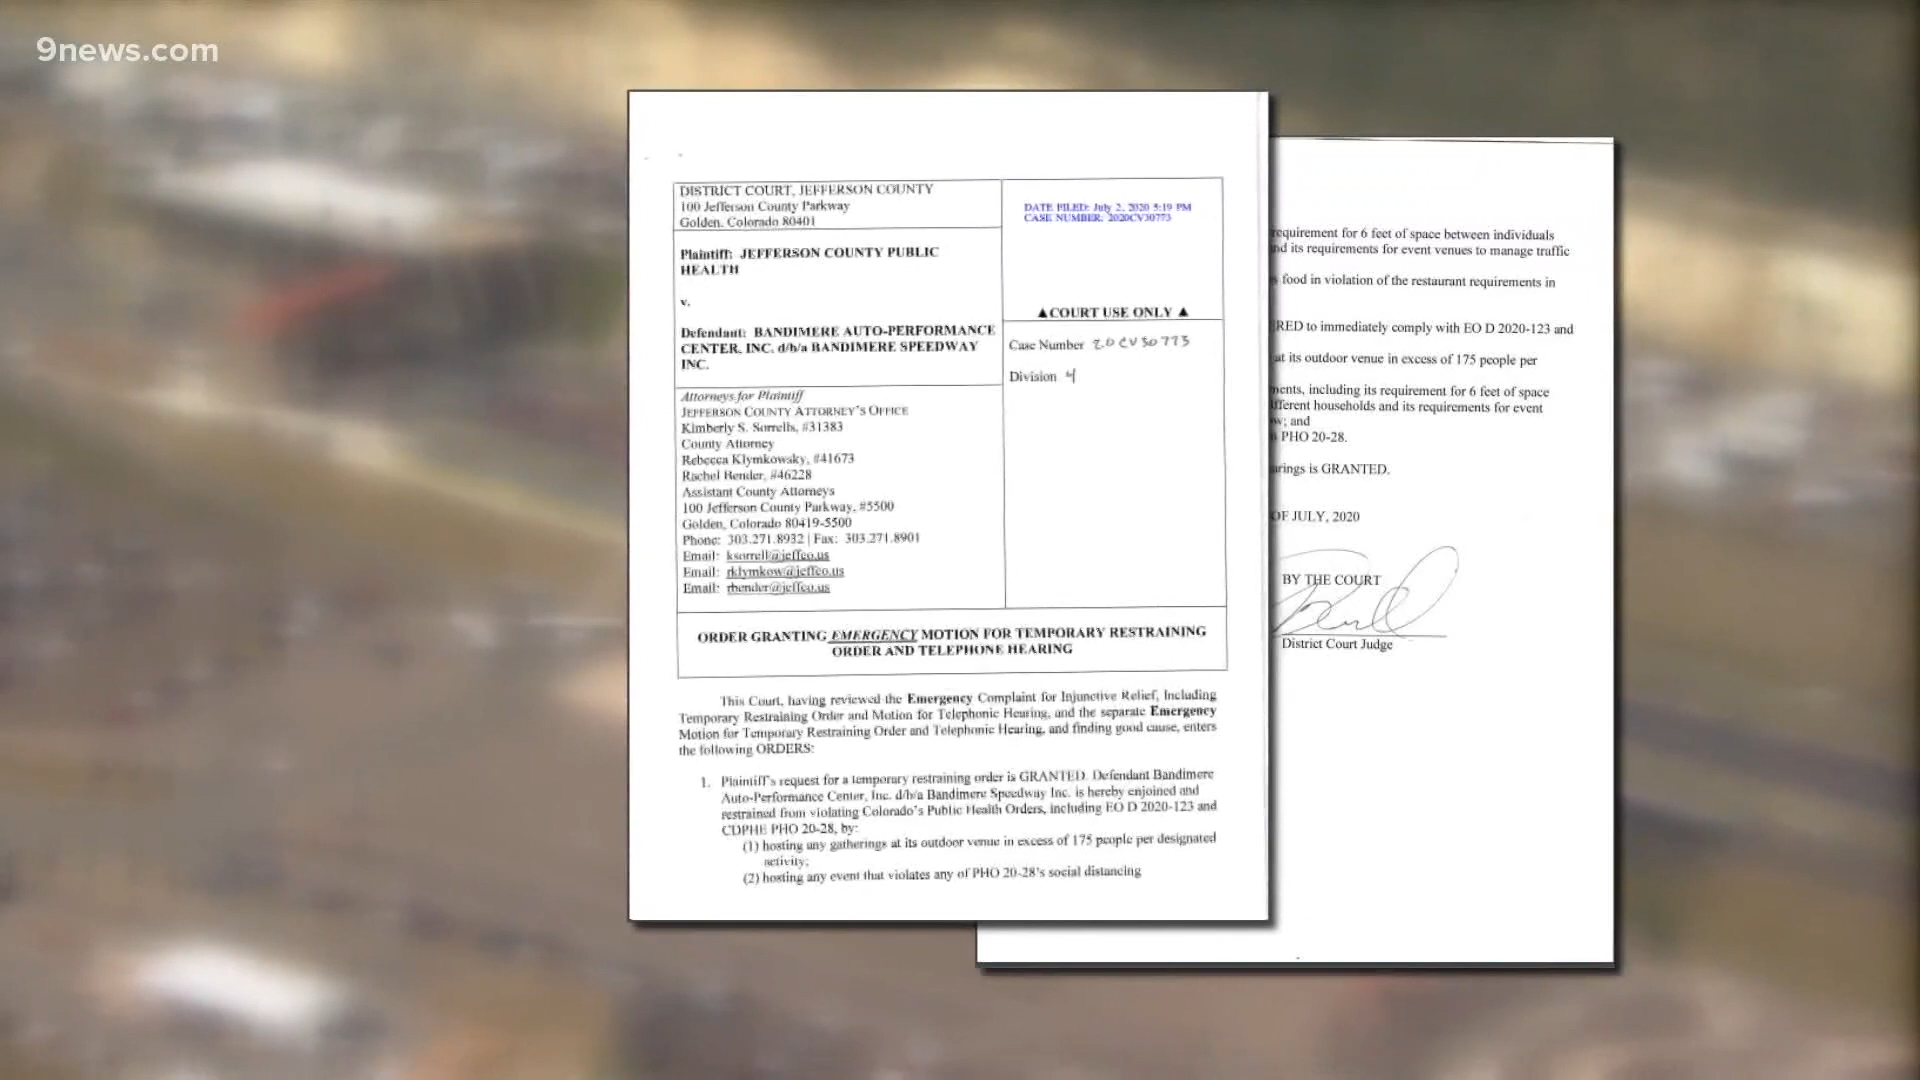 9news.com
DISTRICT COURT, JEFFERSON COUNTY
100 Jefferson County Parkway
Golden, Colorado 80401
DATE FILED: July 2, 2020 5:19 PM
CASE NUMBER: 2020CV30773
Plaintiff: JEFFERSON COUNTY PUBLIC
HEALTH
v.
Defendant: BANDIMERE AUTO-PERFORMANCE
CENTER, INC. d/b/a BANDIMERE SPEEDWAY
INC.
▲COURT USE ONLY ▲
Case Number 20CV30773
Division 4
Attorneys for Plaintiff
JEFFERSON COUNTY ATTORNEY'S OFFICE
Kimberly S. Sorrells, #31383
County Attorney
Rebecca Klymkowsky, #41673
Rachel Bender, #46228
Assistant County Attorneys
100 Jefferson County Parkway, #5500
Golden, Colorado 80419-5500
Phone: 303.271.8932 | Fax: 303.271.8901
Email: ksorrell@jeffco.us
Email: rklymkow@jeffco.us
Email: rbender@jeffco.us
ORDER GRANTING EMERGENCY MOTION FOR TEMPORARY RESTRAINING
ORDER AND TELEPHONE HEARING
This Court, having reviewed the Emergency Complaint for Injunctive Relief, Including
Temporary Restraining Order and Motion for Telephonic Hearing, and the separate Emergency
Motion for Temporary Restraining Order and Telephonic Hearing, and finding good cause, enters
the following ORDERS:
1. Plaintiff's request for a temporary restraining order is GRANTED. Defendant Bandimere
Auto-Performance Center, Inc. d/b/a Bandimere Speedway Inc. is hereby enjoined and
restrained from violating Colorado's Public Health Orders, including EO D 2020-123 and
CDPHE PHO 20-28, by:
(1) hosting any gatherings at its outdoor venue in excess of 175 people per designated
activity;
(2) hosting any event that violates any of PHO 20-28's social distancing
requirement for 6 feet of space between individuals
nd its requirements for event venues to manage traffic
food in violation of the restaurant requirements in
RED to immediately comply with EO D 2020-123 and
at its outdoor venue in excess of 175 people per
ments, including its requirement for 6 feet of space
fferent households and its requirements for event
w; and
PHO 20-28.
arings is GRANTED.
OF JULY, 2020
BY THE COURT
District Court Judge